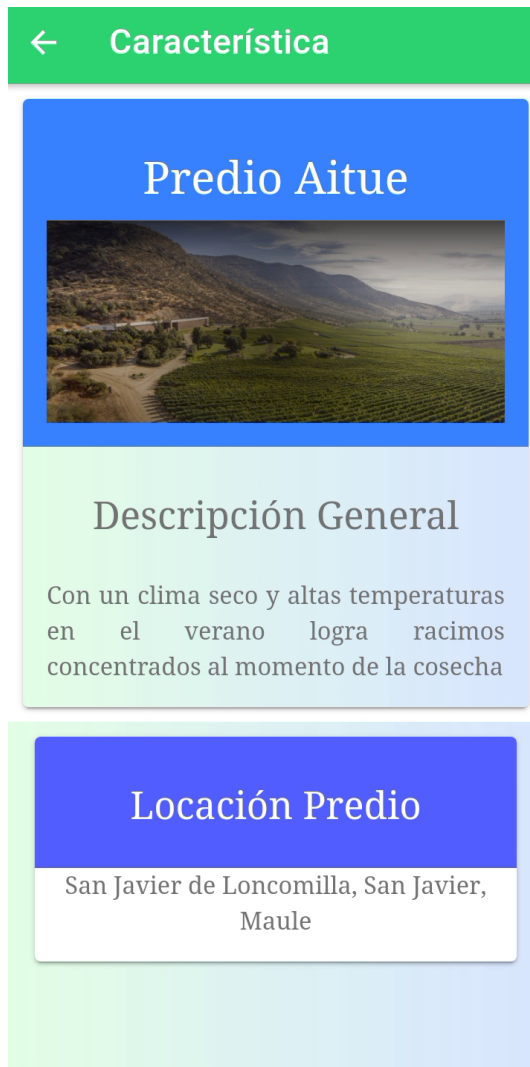 Característica
Predio Aitue
Descripción General
Con un clima seco y altas temperaturas
en el verano logra racimos
concentrados al momento de la cosecha
Locación Predio
San Javier de Loncomilla, San Javier,
Maule